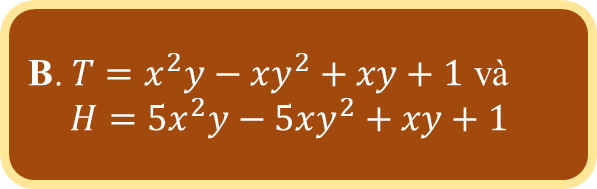 B. T = x²y − xy² + xy + 1 và
H = 5x²y − 5xy² + xy + 1